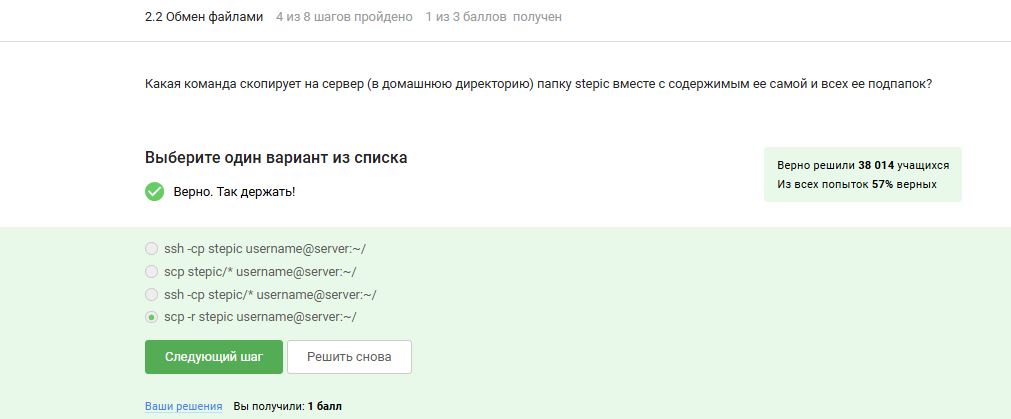 2.2 Обмен файлами 4 из 8 шагов пройдено 1 из 3 баллов получен
Какая команда скопирует на сервер (в домашнюю директорию) папку stepic вместе с содержимым ее самой и всех ее подпапок?
Выберите один вариант из списка
Верно. Так держать!
Верно решили 38 014 учащихся
Из всех попыток 57% верных
ssh -cp stepic username@server:~/
scp stepic/* username@server:~/
ssh -cp stepic/* username@server:~/
scp -r stepic username@server:~/
Следующий шаг Решить снова
Ваши решения Вы получили: 1 балл